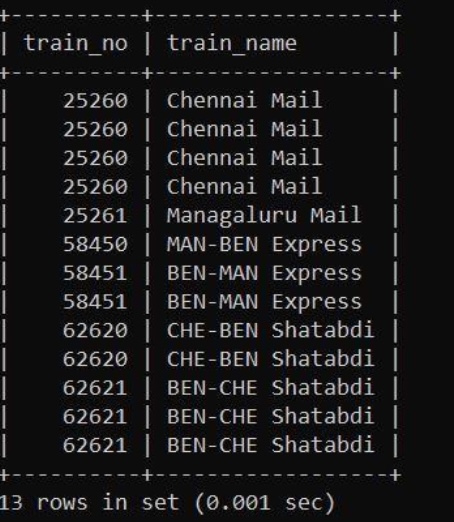 +----------+------------------+
| train_no | train_name       |
+----------+------------------+
|    25260 | Chennai Mail     |
|    25260 | Chennai Mail     |
|    25260 | Chennai Mail     |
|    25260 | Chennai Mail     |
|    25261 | Managaluru Mail  |
|    58450 | MAN-BEN Express  |
|    58451 | BEN-MAN Express  |
|    58451 | BEN-MAN Express  |
|    62620 | CHE-BEN Shatabdi |
|    62620 | CHE-BEN Shatabdi |
|    62621 | BEN-CHE Shatabdi |
|    62621 | BEN-CHE Shatabdi |
|    62621 | BEN-CHE Shatabdi |
+----------+------------------+
13 rows in set (0.001 sec)